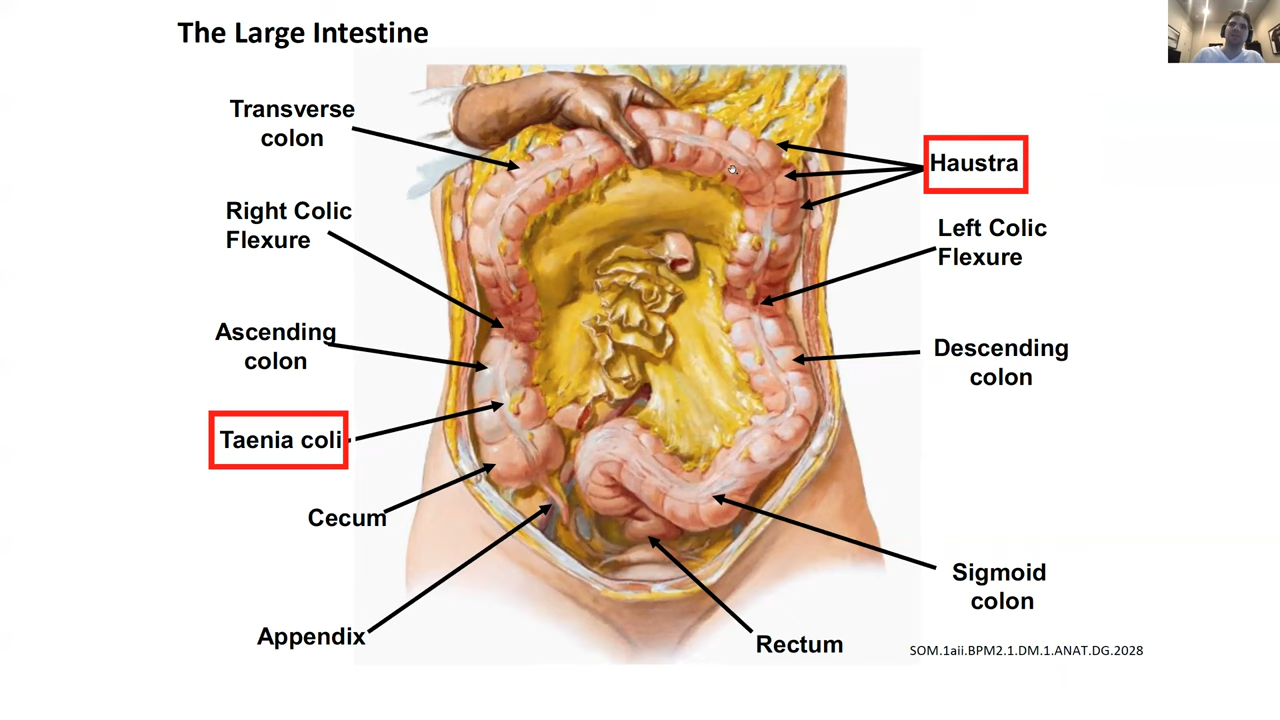 The Large Intestine
Transverse
colon
Right Colic
Flexure
Ascending
colon
Taenia coli
Cecum
Appendix
Haustra
Left Colic
Flexure
Descending
colon
Sigmoid
colon
Rectum
SOM.1aii.BPM2.1.DM.1.ANAT.DG.2028